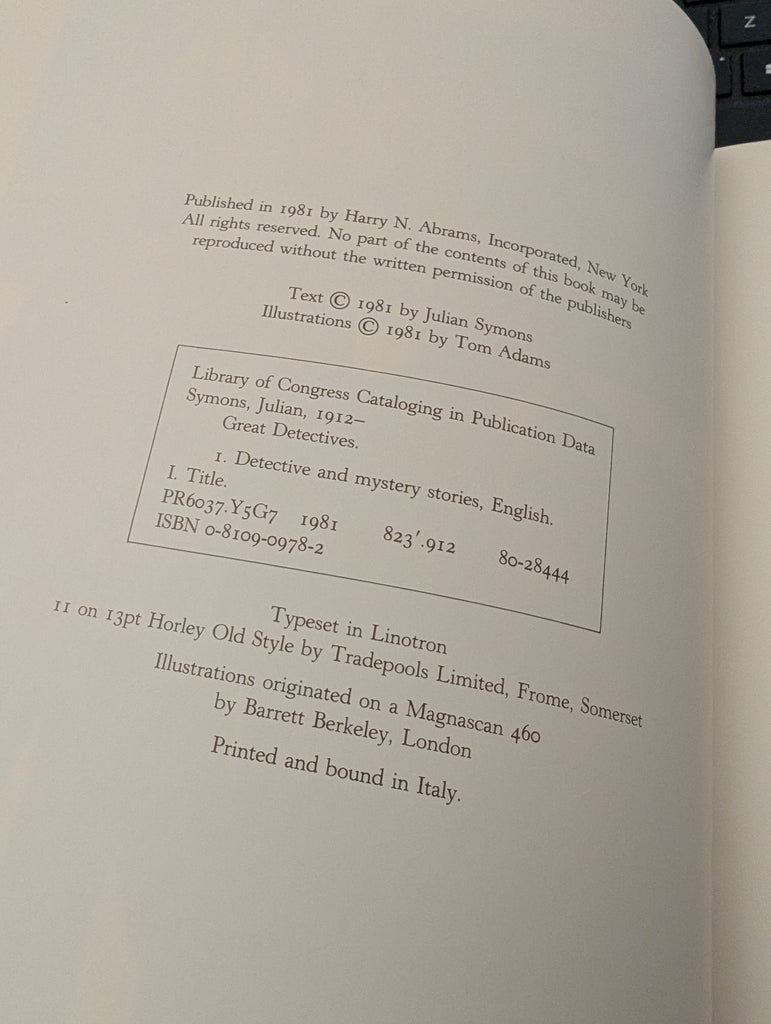 Z
Published in 1981 by Harry N. Abrams, Incorporated, New York
All rights reserved. No part of the contents of this book may be
reproduced without the written permission of the publishers
Text © 1981 by Julian Symons
Illustrations © 1981 by Tom Adams
Library of Congress Cataloging in Publication Data
Symons, Julian, 1912–
Great Detectives.
1. Detective and mystery stories, English.
I. Title.
PR6037.Y5G7 1981 823′.912 80-28444
ISBN 0-8109-0978-2
Typeset in Linotron
11 on 13pt Horley Old Style by Tradepools Limited, Frome, Somerset
Illustrations originated on a Magnascan 460
by Barrett Berkeley, London
Printed and bound in Italy.